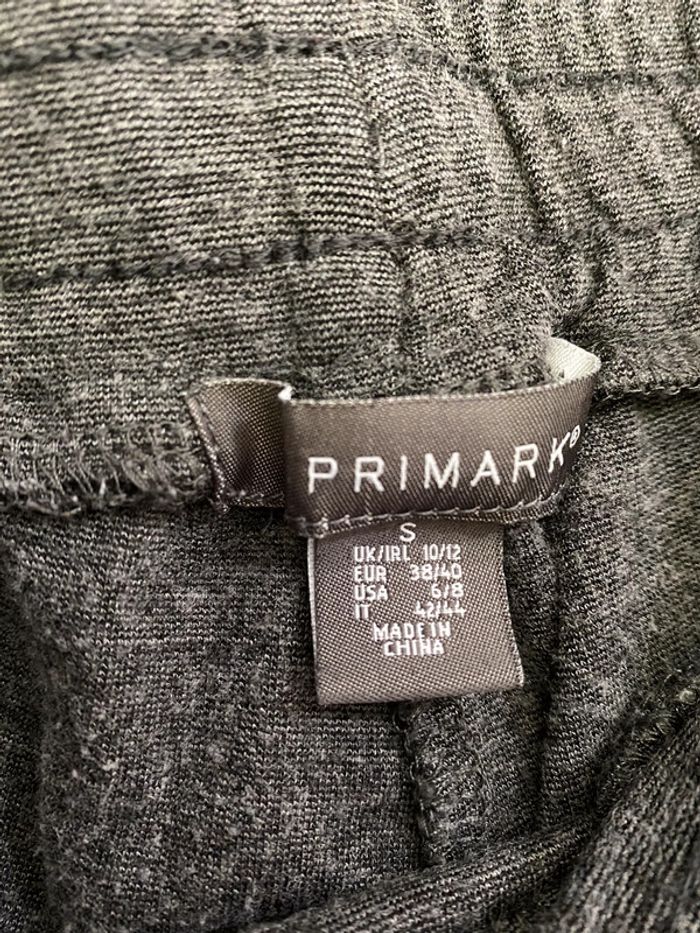 PRIMARK®
S
UK/IRL 10/12
EUR 38/40
USA 6/8
IT 42/44
MADE IN
CHINA